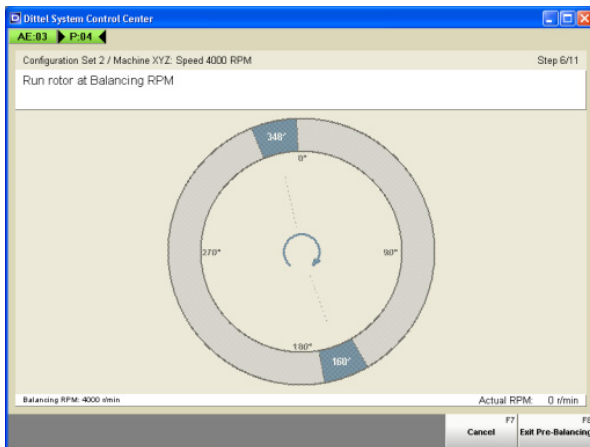 Dittel System Control Center
AE:03 P:04
Configuration Set 2 / Machine XYZ: Speed 4000 RPM Step 6/11
Run rotor at Balancing RPM
348°
0°
270° 90°
180°
160°
Balancing RPM: 4000 r/min Actual RPM: 0 r/min
F7 F8
Cancel Exit Pre-Balancing